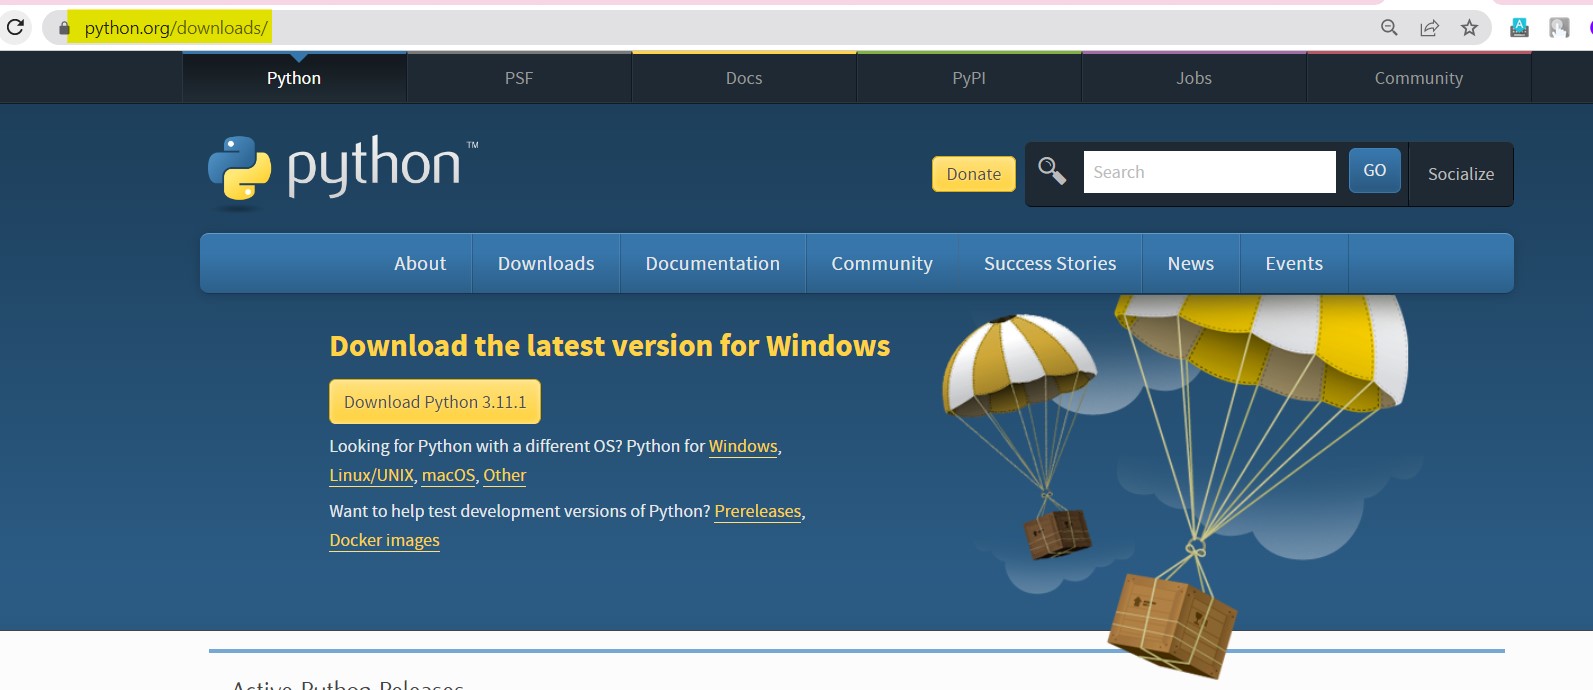 python.org/downloads/
Python PSF Docs PyPI Jobs Community
python™
Donate Search GO Socialize
About Downloads Documentation Community Success Stories News Events
Download the latest version for Windows
Download Python 3.11.1
Looking for Python with a different OS? Python for Windows,
Linux/UNIX, macOS, Other
Want to help test development versions of Python? Prereleases,
Docker images
Active Python Releases